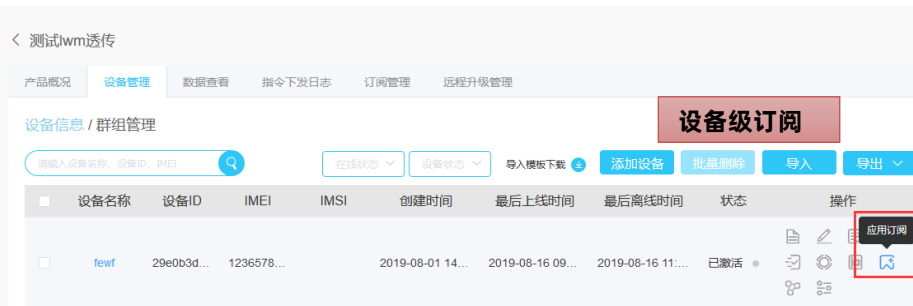 测试lwm透传
产品概况 设备管理 数据查看 指令下发日志 订阅管理 远程升级管理
设备信息 / 群组管理
设备级订阅
请输入设备名称、设备ID、IMEI 在线状态 设备状态 导入模板下载 添加设备 批量删除 导入 导出
设备名称 设备ID IMEI IMSI 创建时间 最后上线时间 最后离线时间 状态 操作
应用订阅
fewf 29e0b3d... 1236578... 2019-08-01 14... 2019-08-16 09... 2019-08-16 11:... 已激活